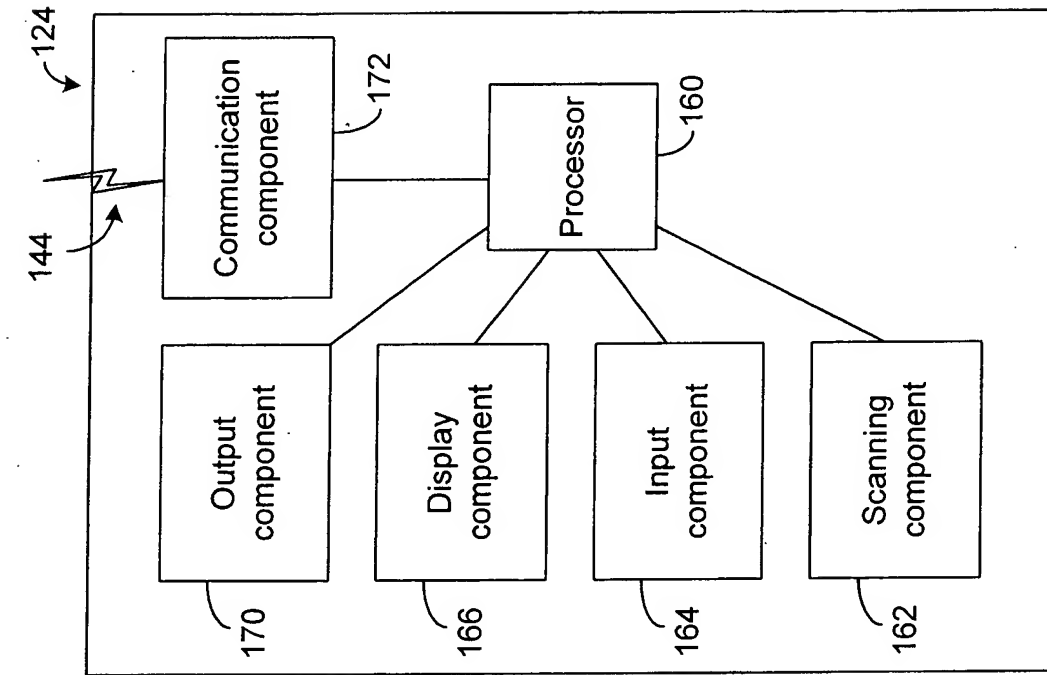 144
124
Output
component
170
Communication
component
172
Display
component
166
Processor
160
Input
component
164
Scanning
component
162